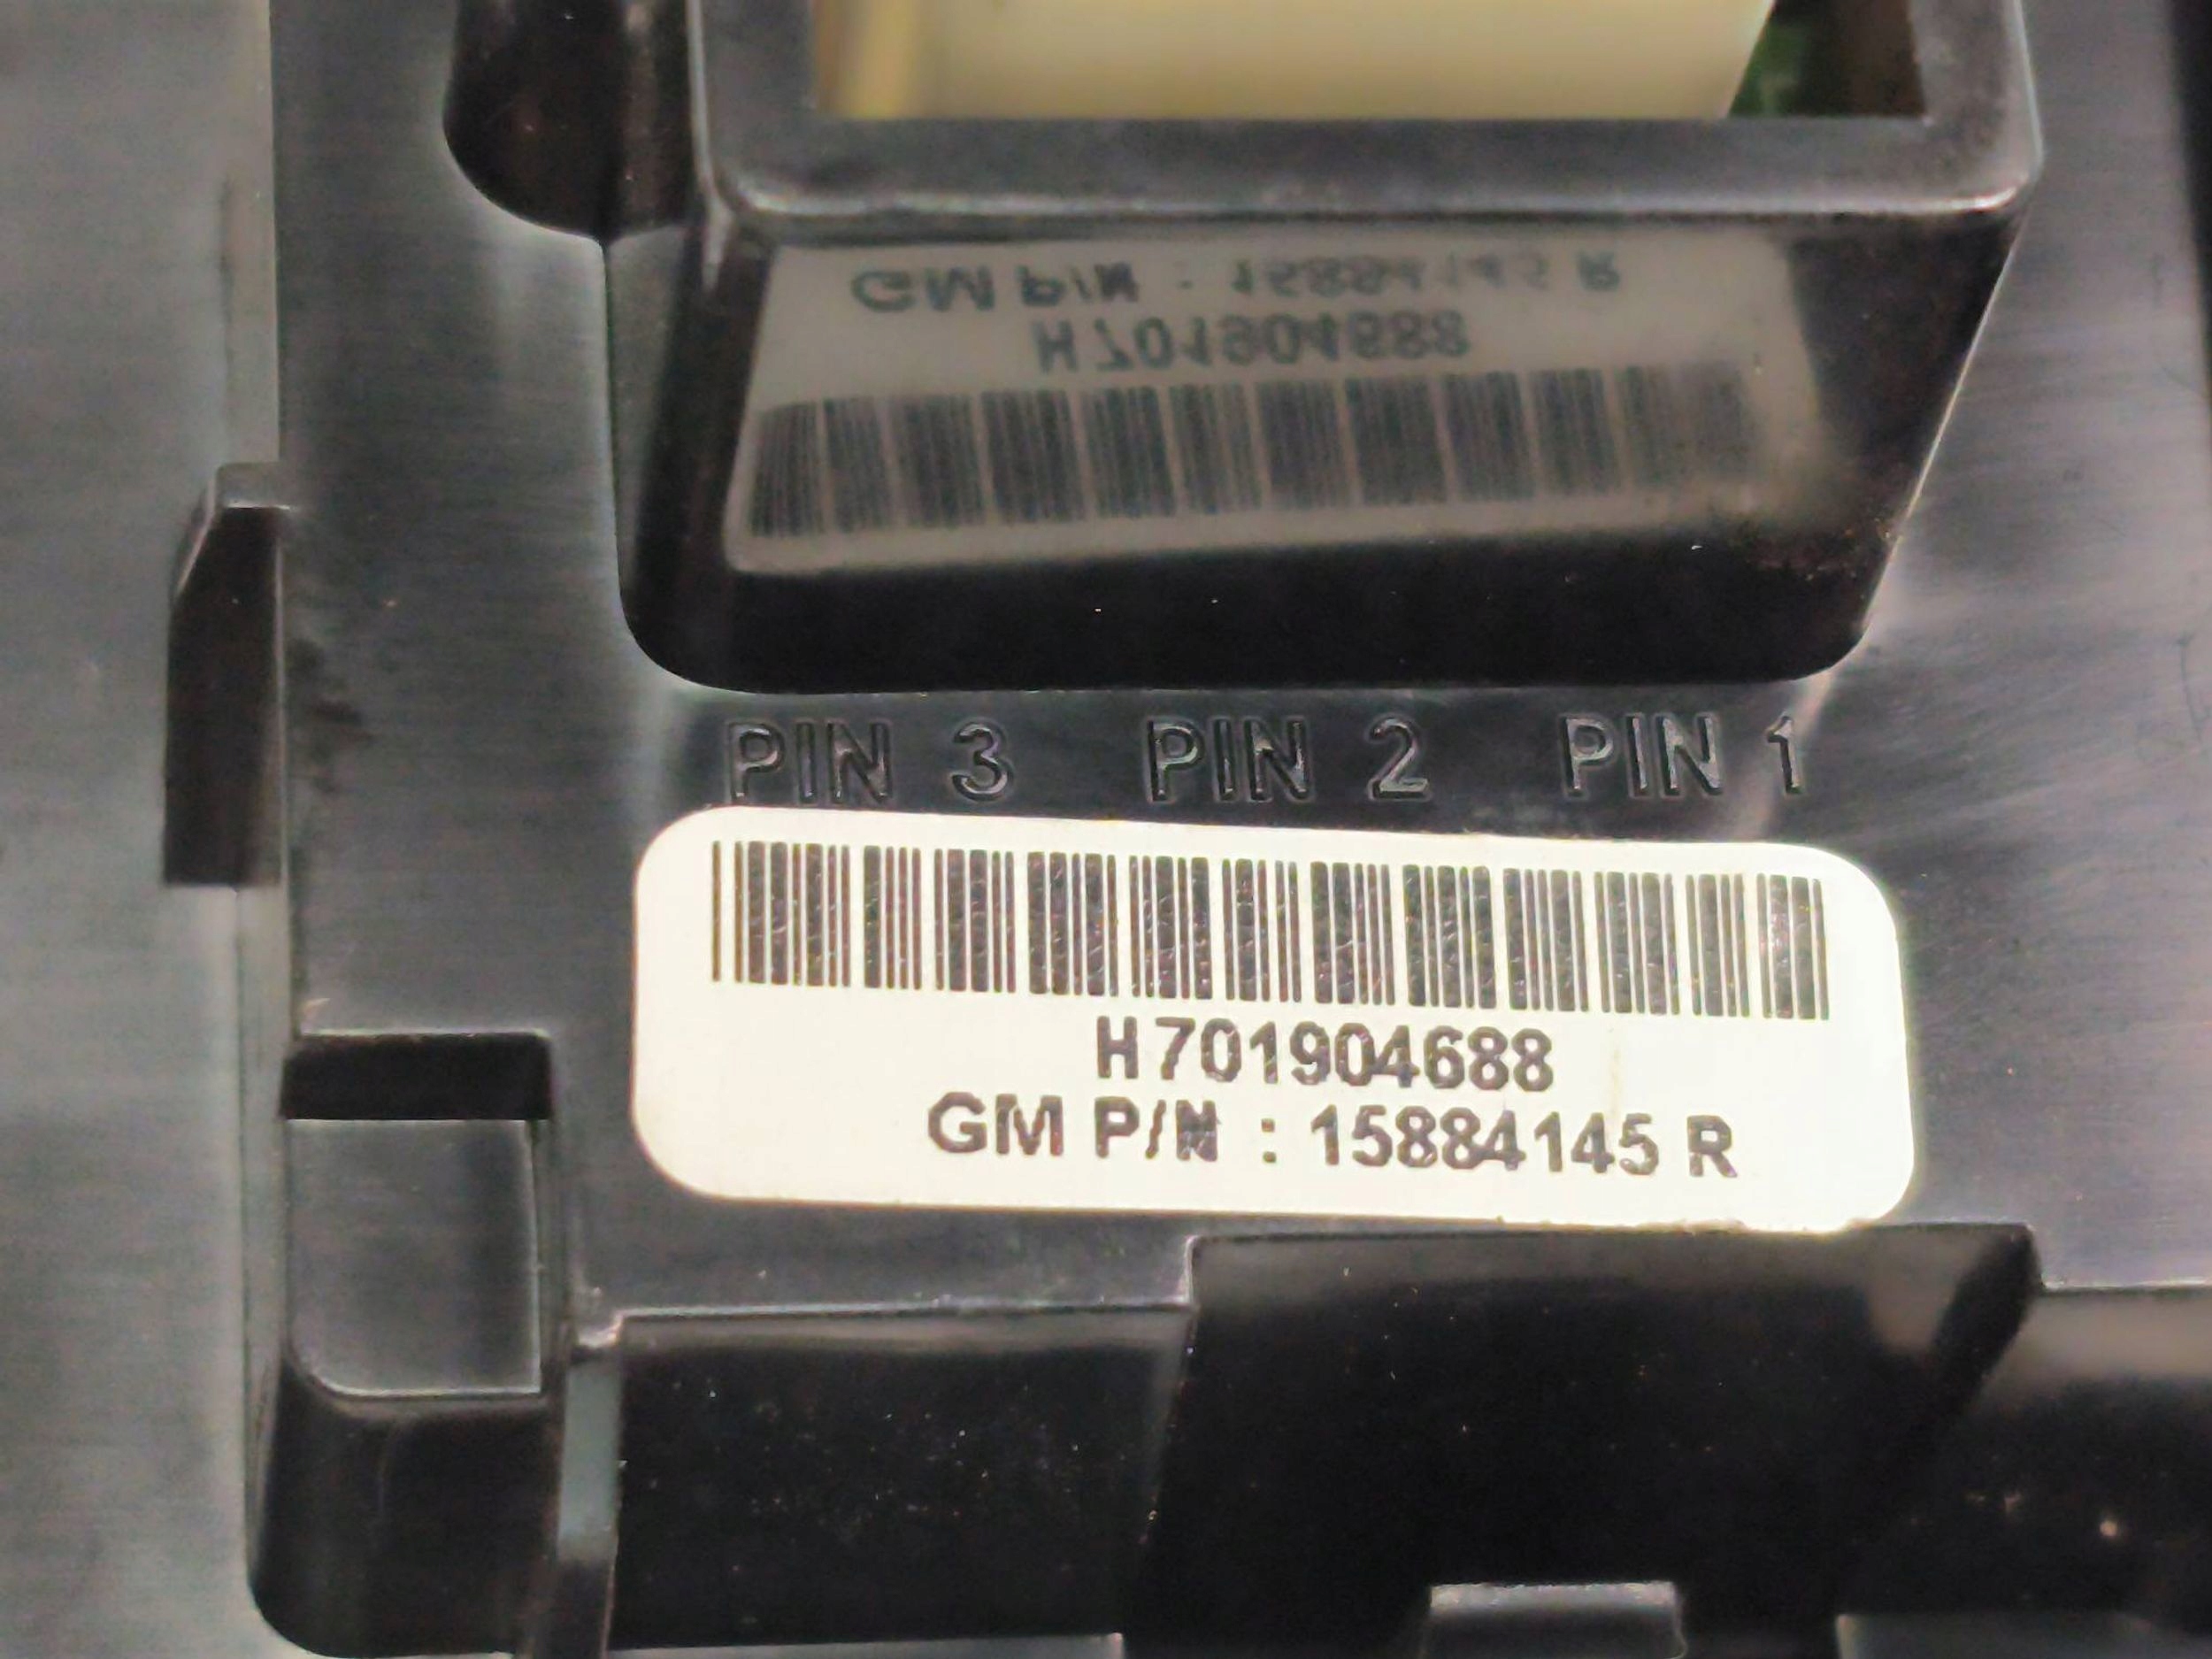 PIN 3 PIN 2 PIN 1
H701904688
GM P/N : 15884145 R